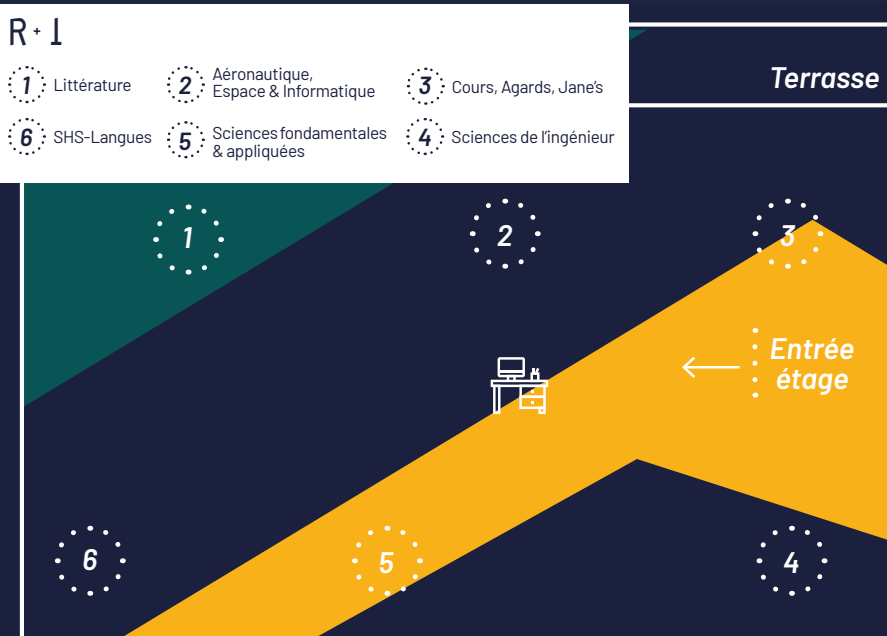 R+1
1 Littérature
2 Aéronautique,
Espace & Informatique
3 Cours, Agards, Jane's
6 SHS-Langues
5 Sciences fondamentales
& appliquées
4 Sciences de l'ingénieur
Terrasse
1
2
3
Entrée
étage
6
5
4